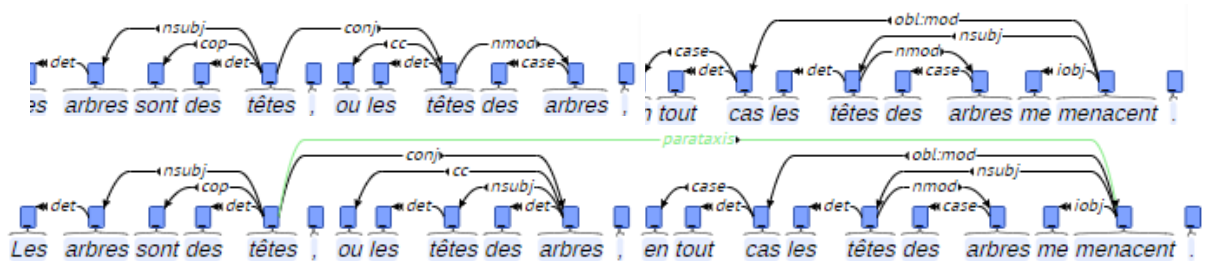 obl:mod
nsubj conj nsubj
cop cc nmod nmod
det det det case case det det case iobj
es arbres sont des têtes , ou les têtes des arbres , n tout cas les têtes des arbres me menacent .
parataxis
conj obl:mod
nsubj cc nsubj
cop nsubj case nmod
det det det det det det case iobj
Les arbres sont des têtes , ou les têtes des arbres , en tout cas les têtes des arbres me menacent .